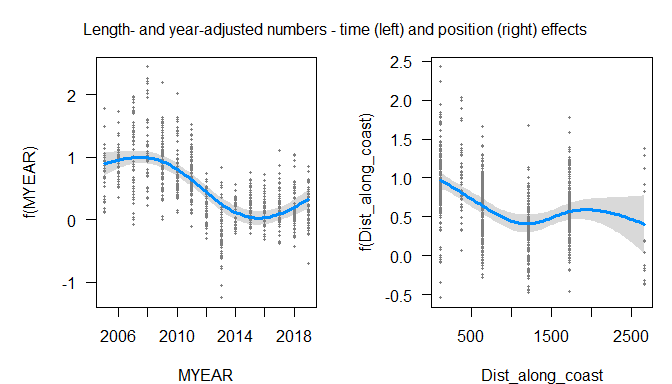 Length- and year-adjusted numbers - time (left) and position (right) effects
f(MYEAR)
2
1
0
-1
2006 2010 2014 2018
MYEAR
f(Dist_along_coast)
2.5
2.0
1.5
1.0
0.5
0.0
-0.5
500 1500 2500
Dist_along_coast